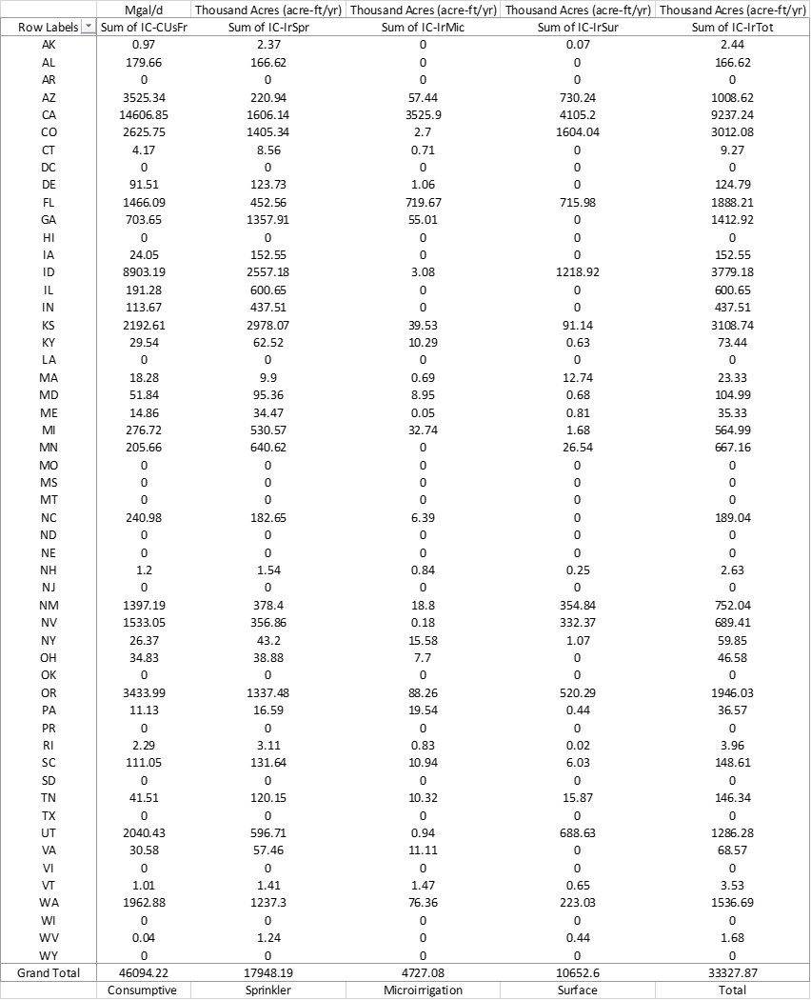 Mgal/d Thousand Acres (acre-ft/yr) Thousand Acres (acre-ft/yr) Thousand Acres (acre-ft/yr) Thousand Acres (acre-ft/yr)
Row Labels Sum of IC-CUsFr Sum of IC-IrSpr Sum of IC-IrMic Sum of IC-IrSur Sum of IC-IrTot
AK 0.97 2.37 0 0.07 2.44
AL 179.66 166.62 0 0 166.62
AR 0 0 0 0 0
AZ 3525.34 220.94 57.44 730.24 1008.62
CA 14606.85 1606.14 3525.9 4105.2 9237.24
CO 2625.75 1405.34 2.7 1604.04 3012.08
CT 4.17 8.56 0.71 0 9.27
DC 0 0 0 0 0
DE 91.51 123.73 1.06 0 124.79
FL 1466.09 452.56 719.67 715.98 1888.21
GA 703.65 1357.91 55.01 0 1412.92
HI 0 0 0 0 0
IA 24.05 152.55 0 0 152.55
ID 8903.19 2557.18 3.08 1218.92 3779.18
IL 191.28 600.65 0 0 600.65
IN 113.67 437.51 0 0 437.51
KS 2192.61 2978.07 39.53 91.14 3108.74
KY 29.54 62.52 10.29 0.63 73.44
LA 0 0 0 0 0
MA 18.28 9.9 0.69 12.74 23.33
MD 51.84 95.36 8.95 0.68 104.99
ME 14.86 34.47 0.05 0.81 35.33
MI 276.72 530.57 32.74 1.68 564.99
MN 205.66 640.62 0 26.54 667.16
MO 0 0 0 0 0
MS 0 0 0 0 0
MT 0 0 0 0 0
NC 240.98 182.65 6.39 0 189.04
ND 0 0 0 0 0
NE 0 0 0 0 0
NH 1.2 1.54 0.84 0.25 2.63
NJ 0 0 0 0 0
NM 1397.19 378.4 18.8 354.84 752.04
NV 1533.05 356.86 0.18 332.37 689.41
NY 26.37 43.2 15.58 1.07 59.85
OH 34.83 38.88 7.7 0 46.58
OK 0 0 0 0 0
OR 3433.99 1337.48 88.26 520.29 1946.03
PA 11.13 16.59 19.54 0.44 36.57
PR 0 0 0 0 0
RI 2.29 3.11 0.83 0.02 3.96
SC 111.05 131.64 10.94 6.03 148.61
SD 0 0 0 0 0
TN 41.51 120.15 10.32 15.87 146.34
TX 0 0 0 0 0
UT 2040.43 596.71 0.94 688.63 1286.28
VA 30.58 57.46 11.11 0 68.57
VI 0 0 0 0 0
VT 1.01 1.41 1.47 0.65 3.53
WA 1962.88 1237.3 76.36 223.03 1536.69
WI 0 0 0 0 0
WV 0.04 1.24 0 0.44 1.68
WY 0 0 0 0 0
Grand Total 46094.22 17948.19 4727.08 10652.6 33327.87
Consumptive Sprinkler Microirrigation Surface Total